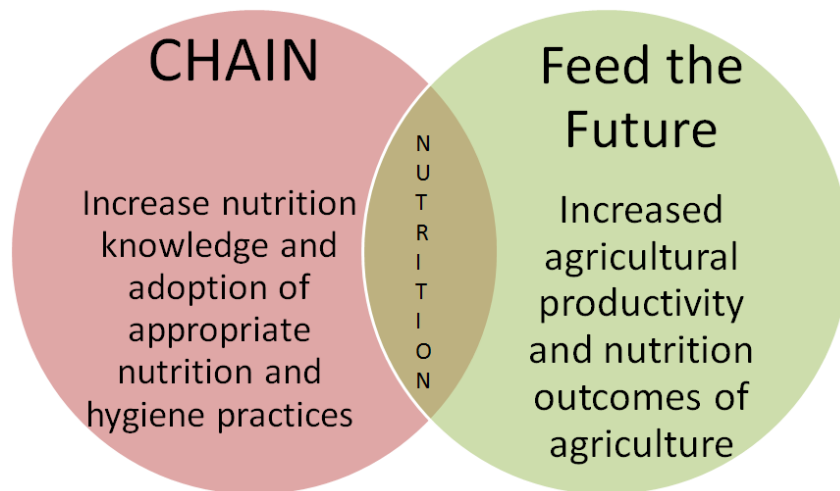 CHAIN
Increase nutrition
knowledge and
adoption of
appropriate
nutrition and
hygiene practices
N
U
T
R
I
T
I
O
N
Feed the
Future
Increased
agricultural
productivity
and nutrition
outcomes of
agriculture